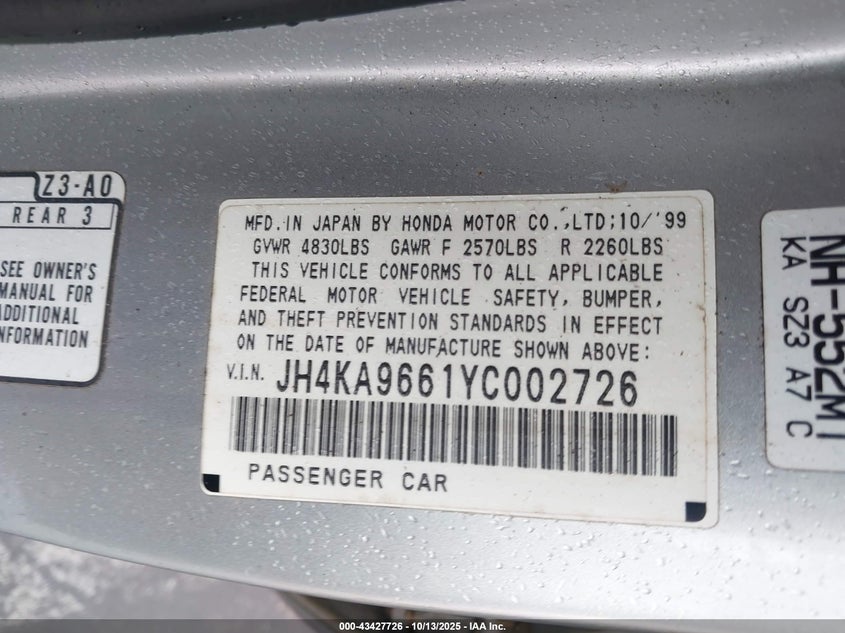 Z3-A0
REAR 3
SEE OWNER'S
MANUAL FOR
ADDITIONAL
INFORMATION
MFD. IN JAPAN BY HONDA MOTOR CO.,LTD;10/'99
GVWR 4830LBS GAWR F 2570LBS R 2260LBS
THIS VEHICLE CONFORMS TO ALL APPLICABLE
FEDERAL MOTOR VEHICLE SAFETY, BUMPER,
AND THEFT PREVENTION STANDARDS IN EFFECT
ON THE DATE OF MANUFACTURE SHOWN ABOVE:
V.I.N. JH4KA9661YC002726
PASSENGER CAR
NH-552M
KA SZ3 A7 C
000-43427726 - 10/13/2025 - IAA Inc.